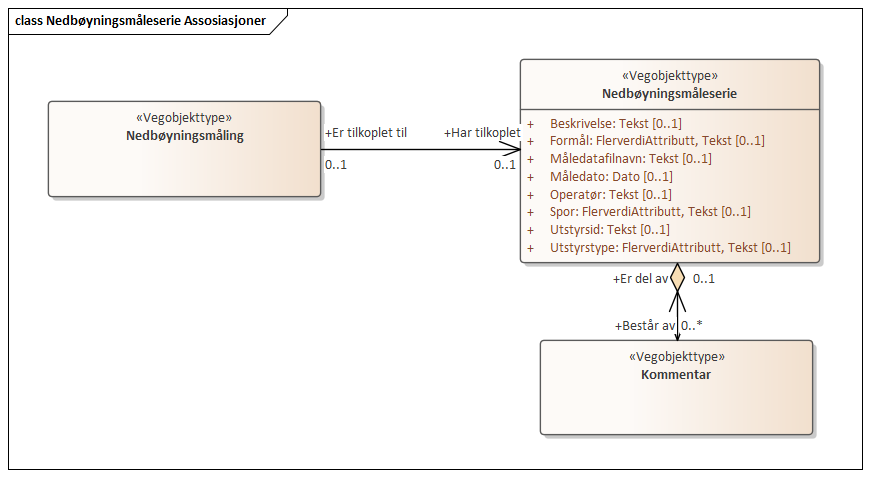 class Nedbøyningsmåleserie Assosiasjoner
«Vegobjekttype»
Nedbøyningsmåling
+Er tilkoplet til
0..1
+Har tilkoplet
0..1
«Vegobjekttype»
Nedbøyningsmåleserie
+ Beskrivelse: Tekst [0..1]
+ Formål: FlerverdiAttributt, Tekst [0..1]
+ Måledatafilnavn: Tekst [0..1]
+ Måledato: Dato [0..1]
+ Operatør: Tekst [0..1]
+ Spor: FlerverdiAttributt, Tekst [0..1]
+ Utstyrsid: Tekst [0..1]
+ Utstyrstype: FlerverdiAttributt, Tekst [0..1]
+Er del av 0..1
+Består av 0..*
«Vegobjekttype»
Kommentar